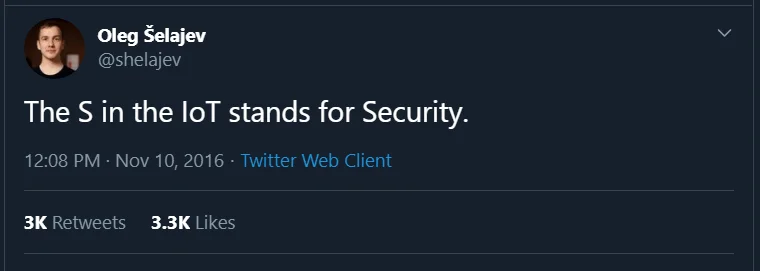 Oleg Šelajev
@shelajev
The S in the IoT stands for Security.
12:08 PM · Nov 10, 2016 · Twitter Web Client
3K Retweets 3.3K Likes